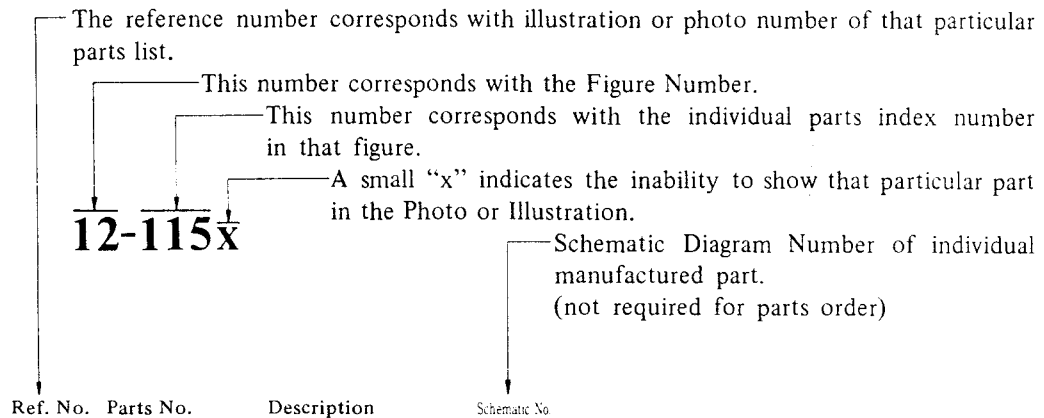 The reference number corresponds with illustration or photo number of that particular
parts list.
This number corresponds with the Figure Number.
This number corresponds with the individual parts index number
in that figure.
A small “x” indicates the inability to show that particular part
in the Photo or Illustration.
12-115x
Schematic Diagram Number of individual
manufactured part.
(not required for parts order)
Ref. No. Parts No. Description Schematic No.